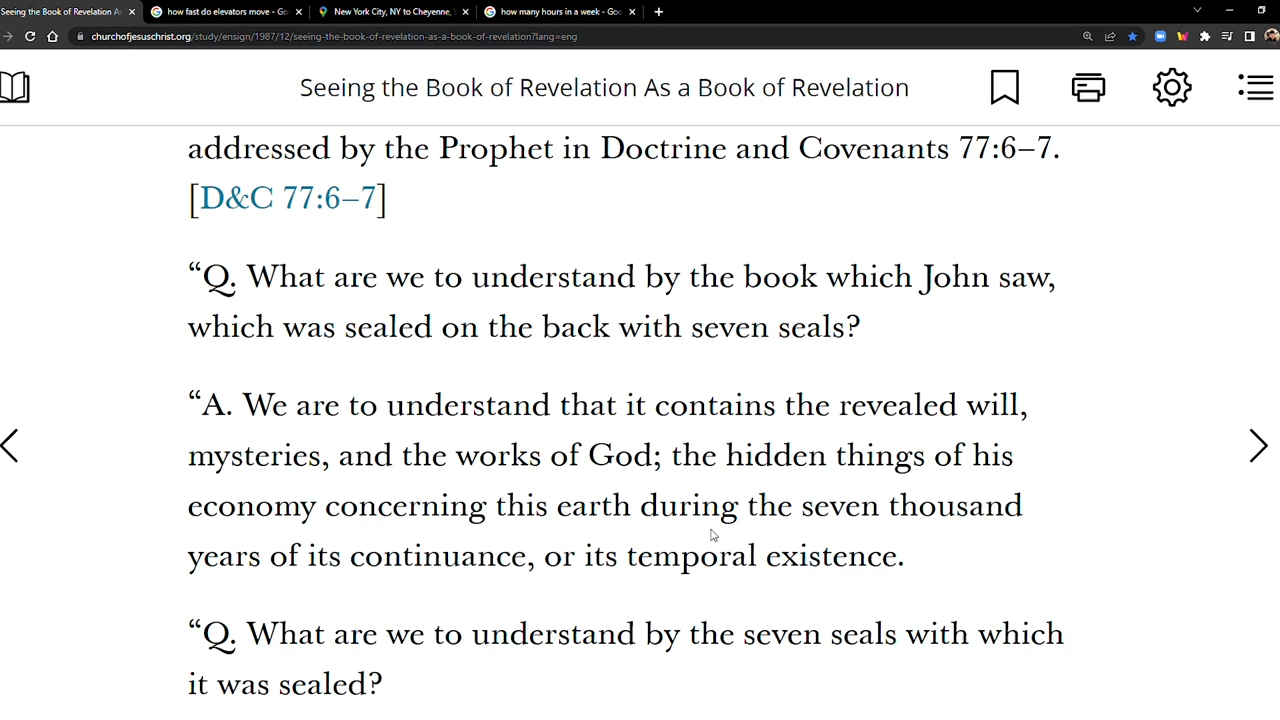 Seeing the Book of Revelation As
how fast do elevators move - Go
New York City, NY to Cheyenne,
how many hours in a week - Goo
churchofjesuschrist.org/study/ensign/1987/12/seeing-the-book-of-revelation-as-a-book-of-revelation?lang=eng
Seeing the Book of Revelation As a Book of Revelation
addressed by the Prophet in Doctrine and Covenants 77:6–7.
[D&C 77:6–7]
“Q. What are we to understand by the book which John saw,
which was sealed on the back with seven seals?
“A. We are to understand that it contains the revealed will,
mysteries, and the works of God; the hidden things of his
economy concerning this earth during the seven thousand
years of its continuance, or its temporal existence.
“Q. What are we to understand by the seven seals with which
it was sealed?